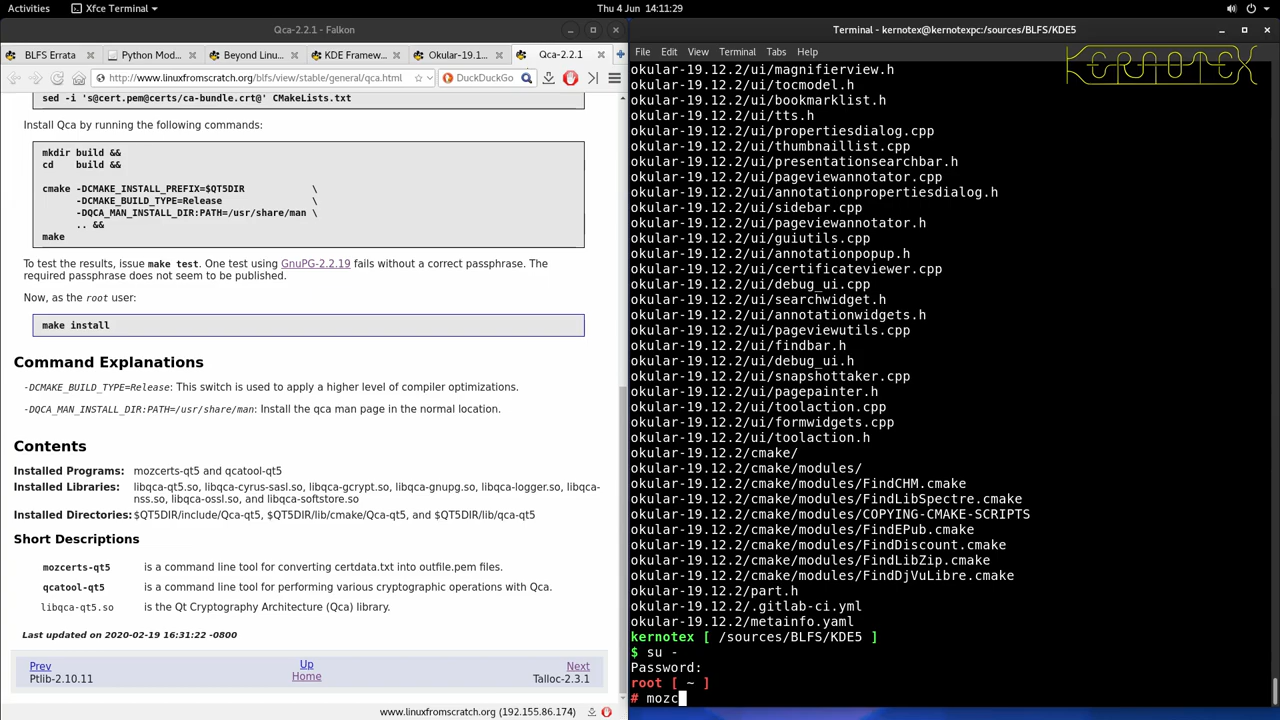 Activities
Xfce Terminal
Thu 4 Jun 14:11:29
Qca-2.2.1 - Falkon
BLFS Errata
Python Mod...
Beyond Linu...
KDE Framew...
Okular-19.1...
Qca-2.2.1
http://www.linuxfromscratch.org/blfs/view/stable/general/qca.html
DuckDuckGo
sed -i 's@cert.pem@certs/ca-bundle.crt@' CMakeLists.txt
Install Qca by running the following commands:
mkdir build &&
cd    build &&
cmake -DCMAKE_INSTALL_PREFIX=$QT5DIR            \
-DCMAKE_BUILD_TYPE=Release                \
-DQCA_MAN_INSTALL_DIR:PATH=/usr/share/man \
.. &&
make
To test the results, issue make test. One test using GnuPG-2.2.19 fails without a correct passphrase. The
required passphrase does not seem to be published.
Now, as the root user:
make install
Command Explanations
-DCMAKE_BUILD_TYPE=Release: This switch is used to apply a higher level of compiler optimizations.
-DQCA_MAN_INSTALL_DIR:PATH=/usr/share/man: Install the qca man page in the normal location.
Contents
Installed Programs: mozcerts-qt5 and qcatool-qt5
Installed Libraries: libqca-qt5.so, libqca-cyrus-sasl.so, libqca-gcrypt.so, libqca-gnupg.so, libqca-logger.so, libqca-
nss.so, libqca-ossl.so, and libqca-softstore.so
Installed Directories: $QT5DIR/include/Qca-qt5, $QT5DIR/lib/cmake/Qca-qt5, and $QT5DIR/lib/qca-qt5
Short Descriptions
mozcerts-qt5 is a command line tool for converting certdata.txt into outfile.pem files.
qcatool-qt5 is a command line tool for performing various cryptographic operations with Qca.
libqca-qt5.so is the Qt Cryptography Architecture (Qca) library.
Last updated on 2020-02-19 16:31:22 -0800
Prev Up Next
Ptlib-2.10.11 Home Talloc-2.3.1
www.linuxfromscratch.org (192.155.86.174)
Terminal - kernotex@kernotexpc:/sources/BLFS/KDE5
File Edit View Terminal Tabs Help
KERNOTEX
okular-19.12.2/ui/magnifierview.h
okular-19.12.2/ui/tocmodel.h
okular-19.12.2/ui/bookmarklist.h
okular-19.12.2/ui/tts.h
okular-19.12.2/ui/propertiesdialog.cpp
okular-19.12.2/ui/thumbnaillist.cpp
okular-19.12.2/ui/presentationsearchbar.h
okular-19.12.2/ui/pageviewannotator.cpp
okular-19.12.2/ui/annotationpropertiesdialog.h
okular-19.12.2/ui/sidebar.cpp
okular-19.12.2/ui/pageviewannotator.h
okular-19.12.2/ui/guiutils.cpp
okular-19.12.2/ui/annotationpopup.h
okular-19.12.2/ui/certificateviewer.cpp
okular-19.12.2/ui/debug_ui.cpp
okular-19.12.2/ui/searchwidget.h
okular-19.12.2/ui/annotationwidgets.h
okular-19.12.2/ui/pageviewutils.cpp
okular-19.12.2/ui/findbar.h
okular-19.12.2/ui/debug_ui.h
okular-19.12.2/ui/snapshottaker.cpp
okular-19.12.2/ui/pagepainter.h
okular-19.12.2/ui/toolaction.cpp
okular-19.12.2/ui/formwidgets.cpp
okular-19.12.2/ui/toolaction.h
okular-19.12.2/cmake/
okular-19.12.2/cmake/modules/
okular-19.12.2/cmake/modules/FindCHM.cmake
okular-19.12.2/cmake/modules/FindLibSpectre.cmake
okular-19.12.2/cmake/modules/COPYING-CMAKE-SCRIPTS
okular-19.12.2/cmake/modules/FindEPub.cmake
okular-19.12.2/cmake/modules/FindDiscount.cmake
okular-19.12.2/cmake/modules/FindLibZip.cmake
okular-19.12.2/cmake/modules/FindDjVuLibre.cmake
okular-19.12.2/part.h
okular-19.12.2/.gitlab-ci.yml
okular-19.12.2/metainfo.yaml
kernotex [ /sources/BLFS/KDE5 ]
$ su -
Password:
root [ ~ ]
# mozc